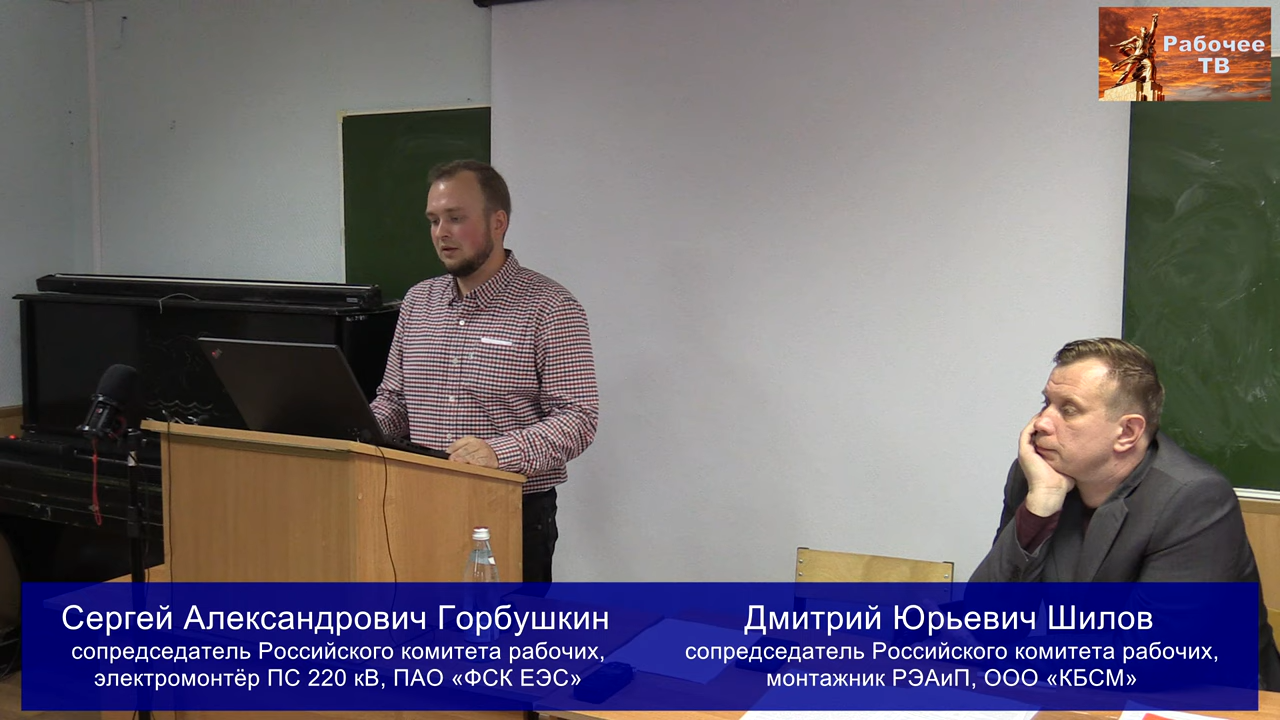 Рабочее
ТВ
Сергей Александрович Горбушкин
сопредседатель Российского комитета рабочих,
электромонтёр ПС 220 кВ, ПАО «ФСК ЕЭС»
Дмитрий Юрьевич Шилов
сопредседатель Российского комитета рабочих,
монтажник РЭАиП, ООО «КБСМ»